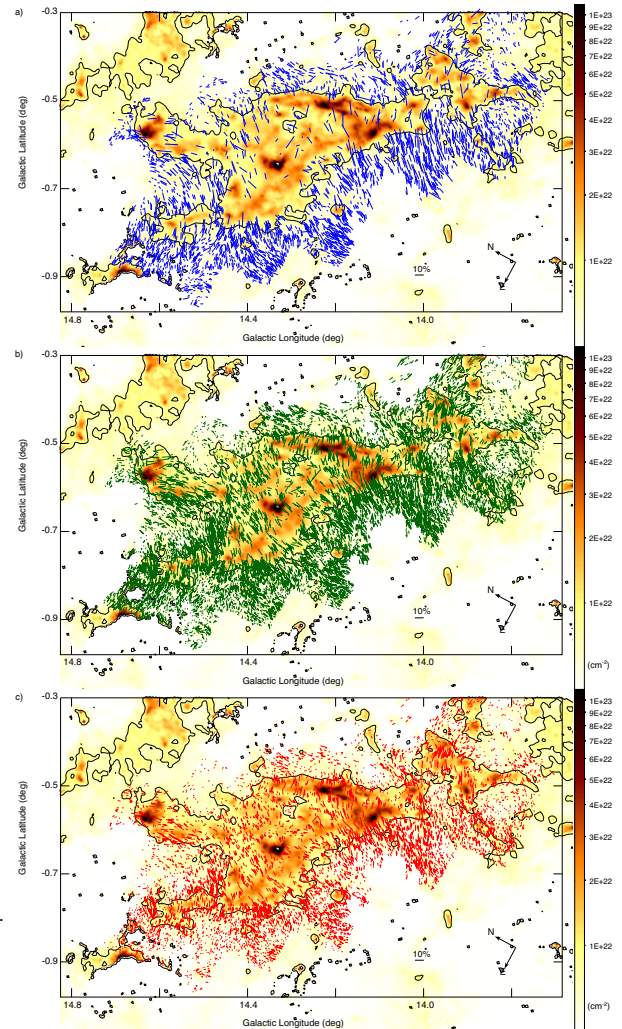 a)
-0.3
-0.5
-0.7
-0.9
Galactic Latitude (deg)
14.8
14.4
14.0
Galactic Longitude (deg)
10%
N
E
1E+23
9E+22
8E+22
7E+22
6E+22
5E+22
4E+22
3E+22
2E+22
1E+22
b)
-0.3
-0.5
-0.7
-0.9
Galactic Latitude (deg)
14.8
14.4
14.0
Galactic Longitude (deg)
10%
N
E
1E+23
9E+22
8E+22
7E+22
6E+22
5E+22
4E+22
3E+22
2E+22
1E+22
(cm-2)
c)
-0.3
-0.5
-0.7
-0.9
Galactic Latitude (deg)
14.8
14.4
14.0
Galactic Longitude (deg)
10%
N
E
1E+23
9E+22
8E+22
7E+22
6E+22
5E+22
4E+22
3E+22
2E+22
1E+22
(cm-2)